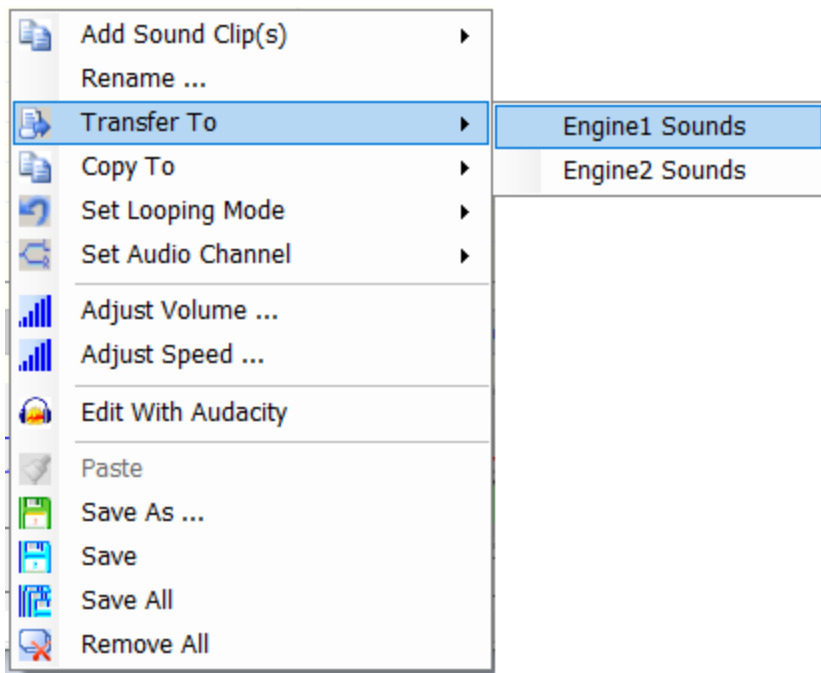 Add Sound Clip(s)
Rename ...
Transfer To
Engine1 Sounds
Copy To
Engine2 Sounds
Set Looping Mode
Set Audio Channel
Adjust Volume ...
Adjust Speed ...
Edit With Audacity
Paste
Save As ...
Save
Save All
Remove All